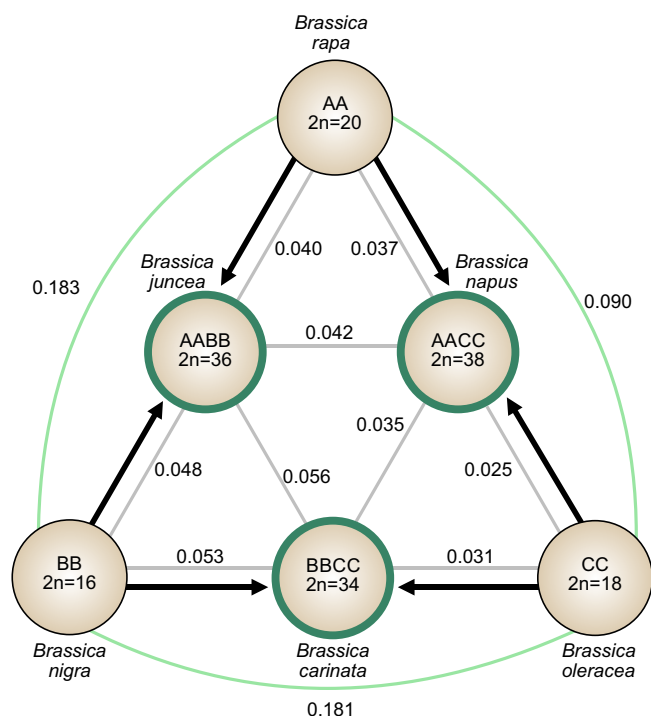 Brassica
rapa
AA
2n=20
0.040
0.037
Brassica
juncea
Brassica
napus
0.183
0.090
AABB
2n=36
0.042
AACC
2n=38
0.035
0.048
0.056
0.025
BB
2n=16
0.053
BBCC
2n=34
0.031
CC
2n=18
Brassica
nigra
Brassica
carinata
Brassica
oleracea
0.181